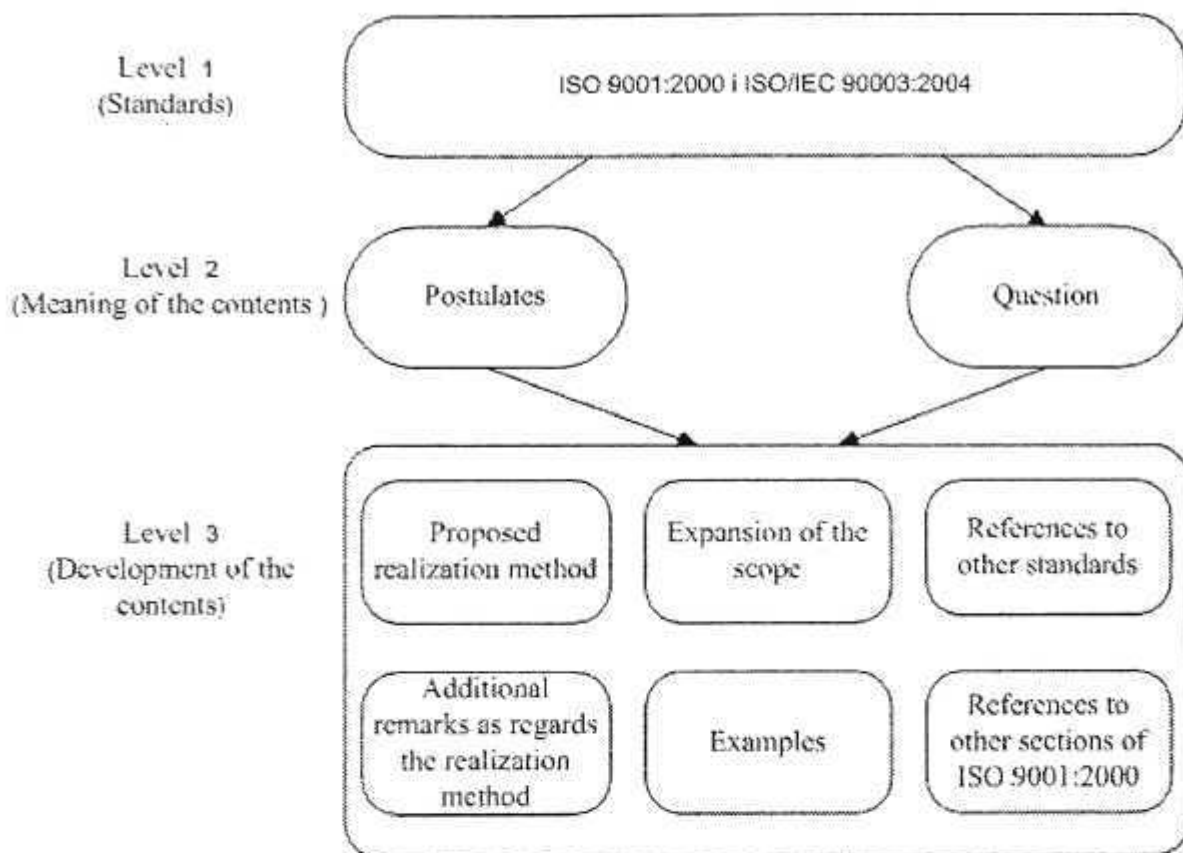 Level 1
(Standards)
ISO 9001:2000 i ISO/IEC 90003:2004
Level 2
(Meaning of the contents )
Postulates
Question
Level 3
(Development of the
contents)
Proposed
realization method
Expansion of the
scope
References to
other standards
Additional
remarks as regards
the realization
method
Examples
References to
other sections of
ISO 9001:2000